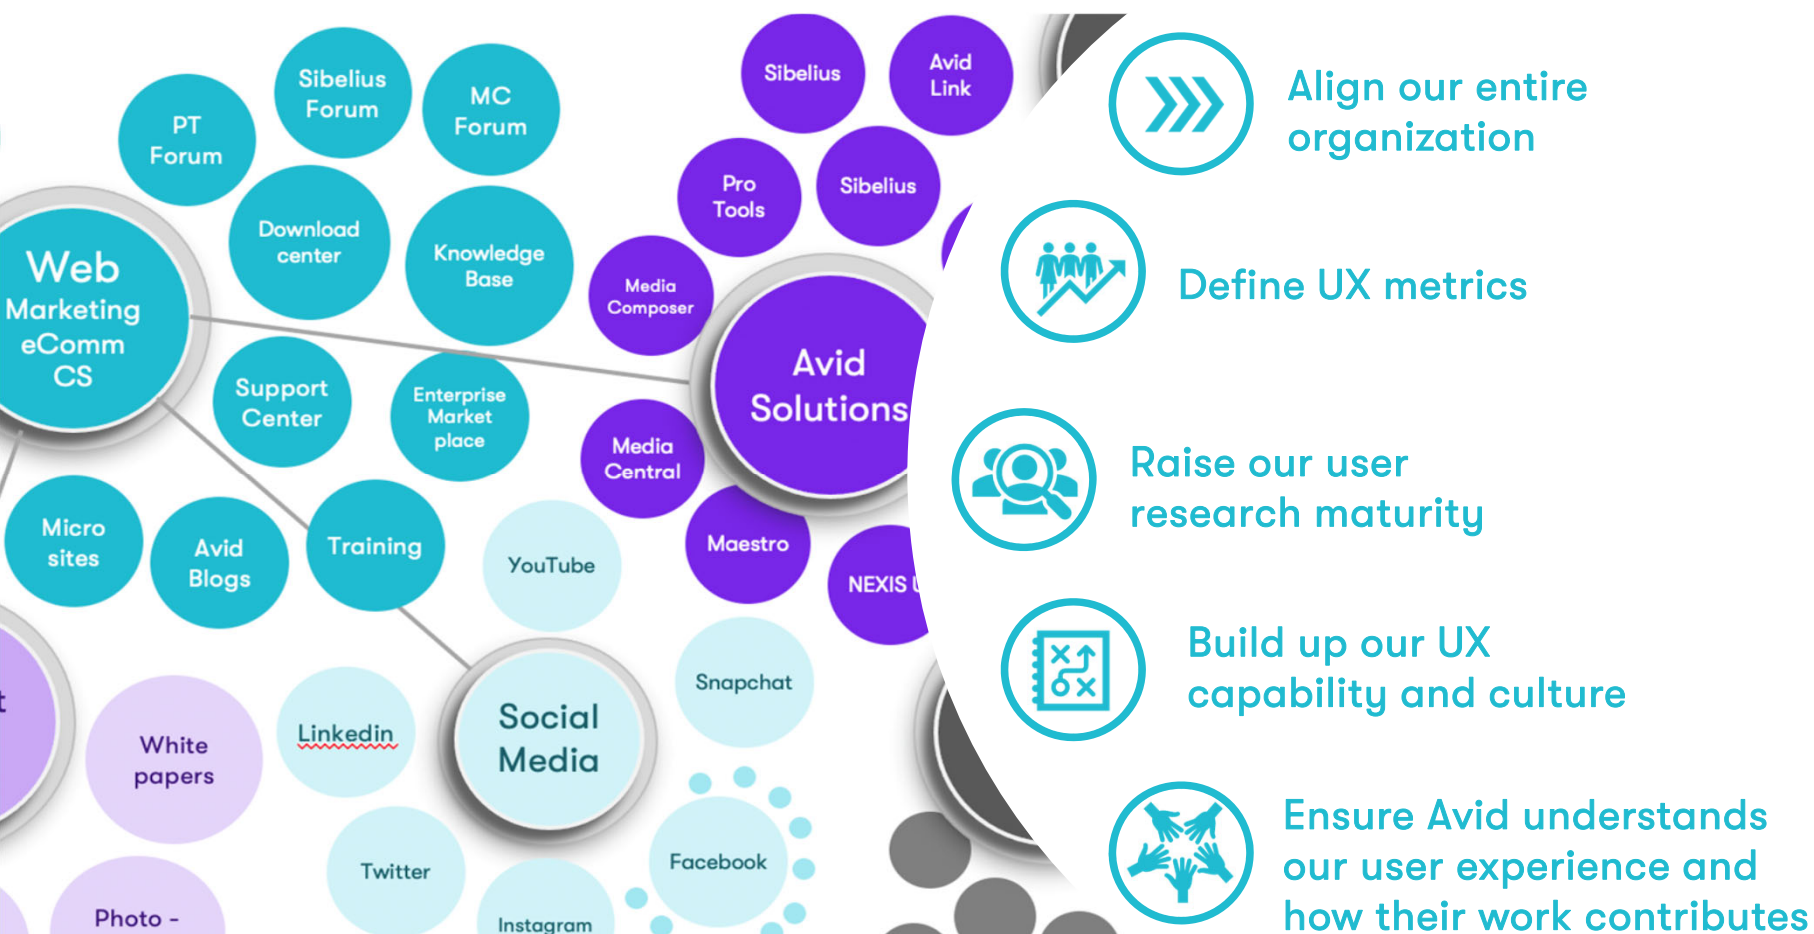 Sibelius
Forum
MC
Forum
PT
Forum
Download
center
Knowledge
Base
Web
Marketing
eComm
CS
Support
Center
Enterprise
Market
place
Micro
sites
Avid
Blogs
Training
Sibelius
Avid
Link
Pro
Tools
Sibelius
Media
Composer
Avid
Solutions
Media
Central
Maestro
NEXIS
YouTube
Snapchat
Social
Media
Linkedin
Twitter
Instagram
Facebook
White
papers
Photo -
Align our entire
organization
Define UX metrics
Raise our user
research maturity
Build up our UX
capability and culture
Ensure Avid understands
our user experience and
how their work contributes